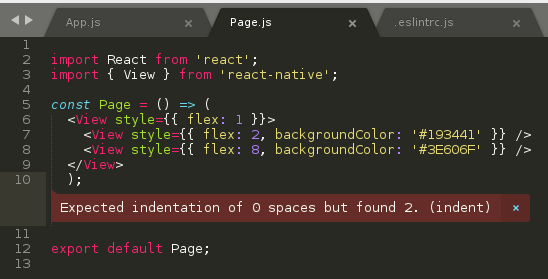 App.js × Page.js × .eslintrc.js ×
1
2 import React from 'react';
3 import { View } from 'react-native';
4
5 const Page = () => (
6   <View style={{ flex: 1 }}>
7     <View style={{ flex: 2, backgroundColor: '#193441' }} />
8     <View style={{ flex: 8, backgroundColor: '#3E606F' }} />
9   </View>
10   );
Expected indentation of 0 spaces but found 2. (indent) ×
11
12 export default Page;
13